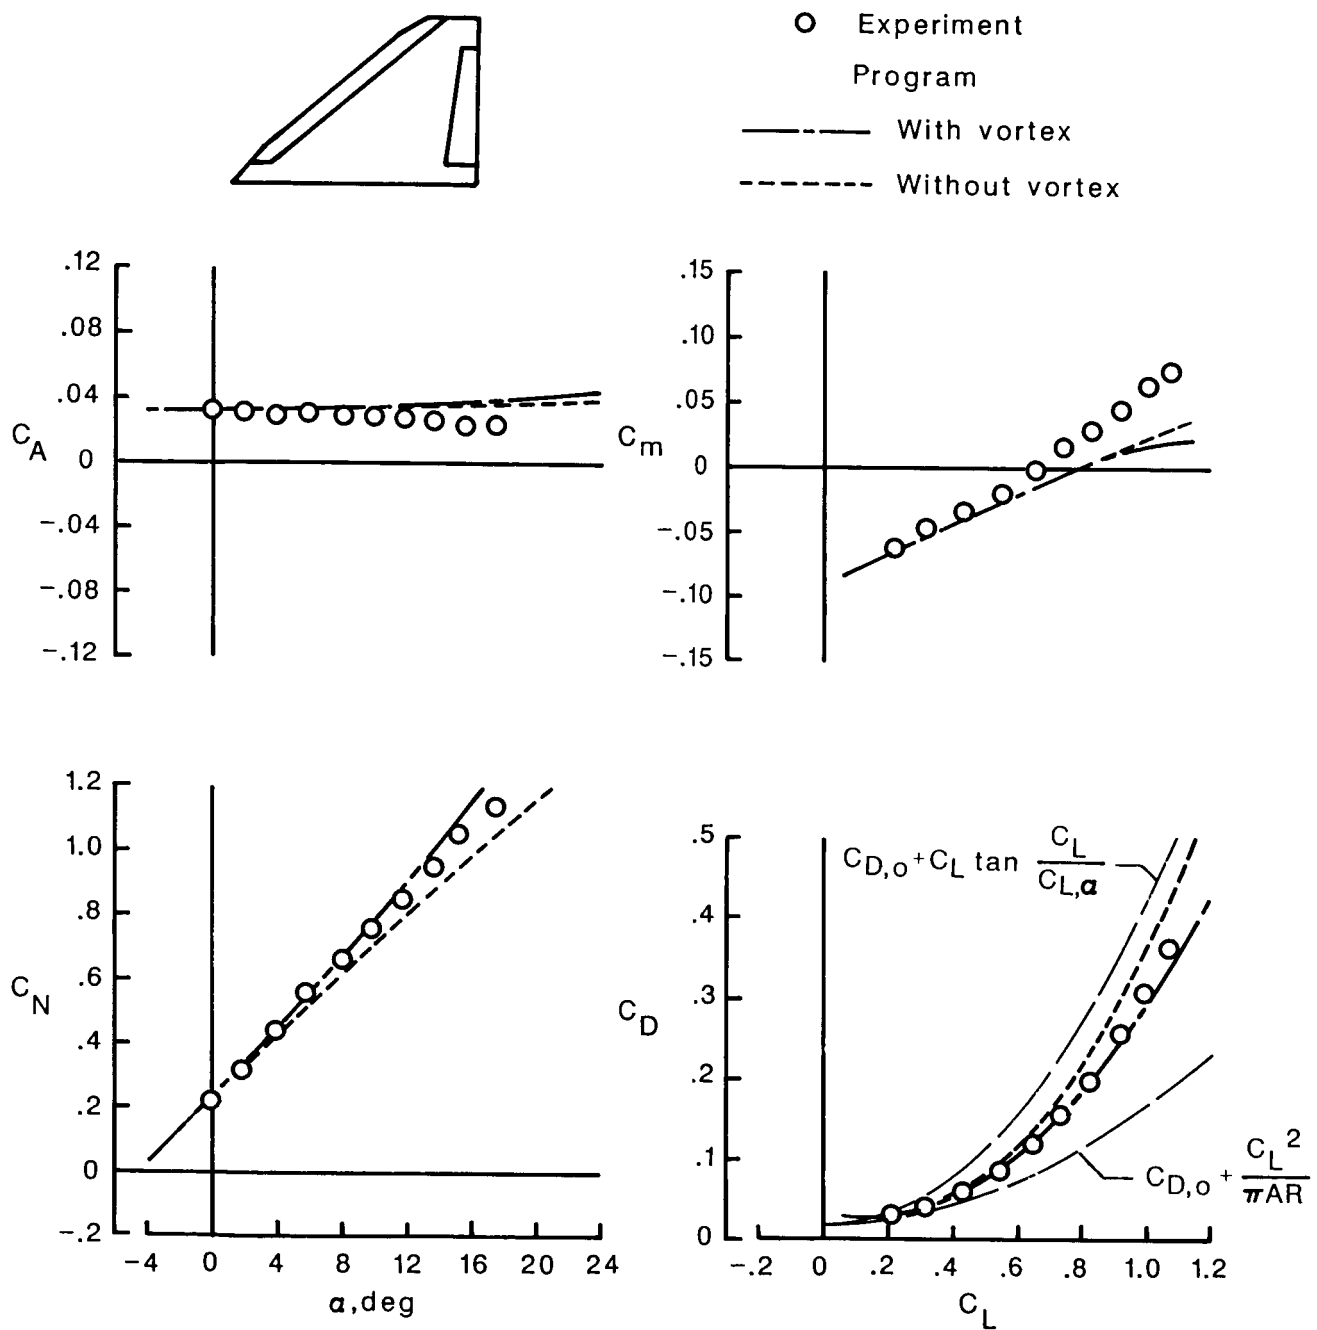 Experiment
Program
With vortex
Without vortex
.12
.08
.04
C_A
0
−.04
−.08
−.12
.15
.10
.05
C_m
0
−.05
−.10
−.15
1.2
1.0
.8
.6
C_N
.4
.2
0
−.2
−4 0 4 8 12 16 20 24
α, deg
.5
C_{D,o} + C_L tan C_L / C_{L,α}
.4
.3
C_D
.2
.1
C_{D,o} + C_L^2 / πAR
0
−.2 0 .2 .4 .6 .8 1.0 1.2
C_L